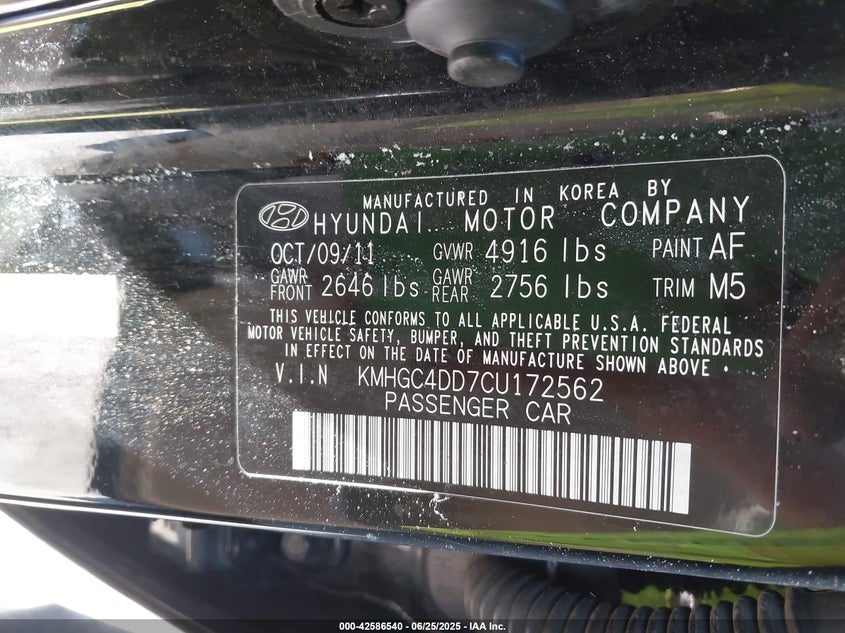 MANUFACTURED IN KOREA BY
HYUNDAI MOTOR COMPANY
OCT/09/11 GVWR 4916 lbs PAINT AF
GAWR FRONT 2646 lbs GAWR REAR 2756 lbs TRIM M5
THIS VEHICLE CONFORMS TO ALL APPLICABLE U.S.A. FEDERAL
MOTOR VEHICLE SAFETY, BUMPER, AND THEFT PREVENTION STANDARDS
IN EFFECT ON THE DATE OF MANUFACTURE SHOWN ABOVE.
V.I.N KMHGC4DD7CU172562
PASSENGER CAR
000-42586540 - 06/25/2025 - IAA Inc.